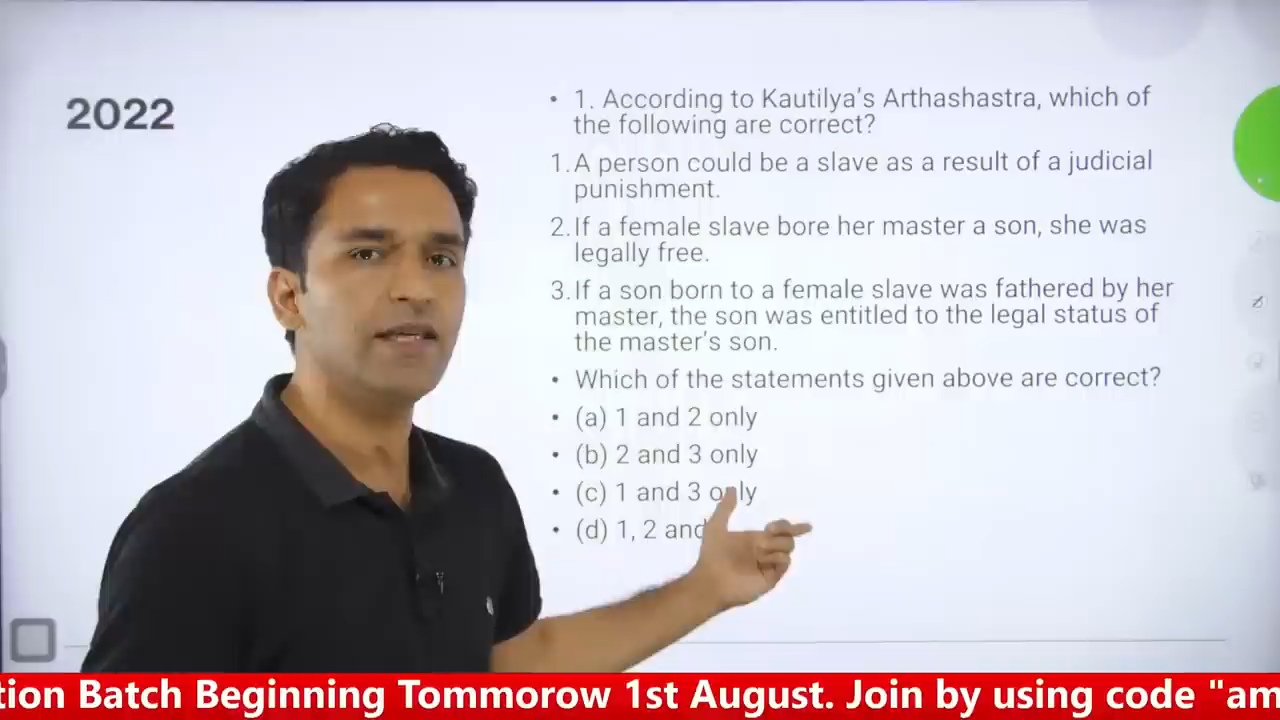 2022
• 1. According to Kautilya's Arthashastra, which of
the following are correct?
1. A person could be a slave as a result of a judicial
punishment.
2. If a female slave bore her master a son, she was
legally free.
3. If a son born to a female slave was fathered by her
master, the son was entitled to the legal status of
the master's son.
• Which of the statements given above are correct?
• (a) 1 and 2 only
• (b) 2 and 3 only
• (c) 1 and 3 only
• (d) 1, 2 and
tion Batch Beginning Tommorow 1st August. Join by using code "am